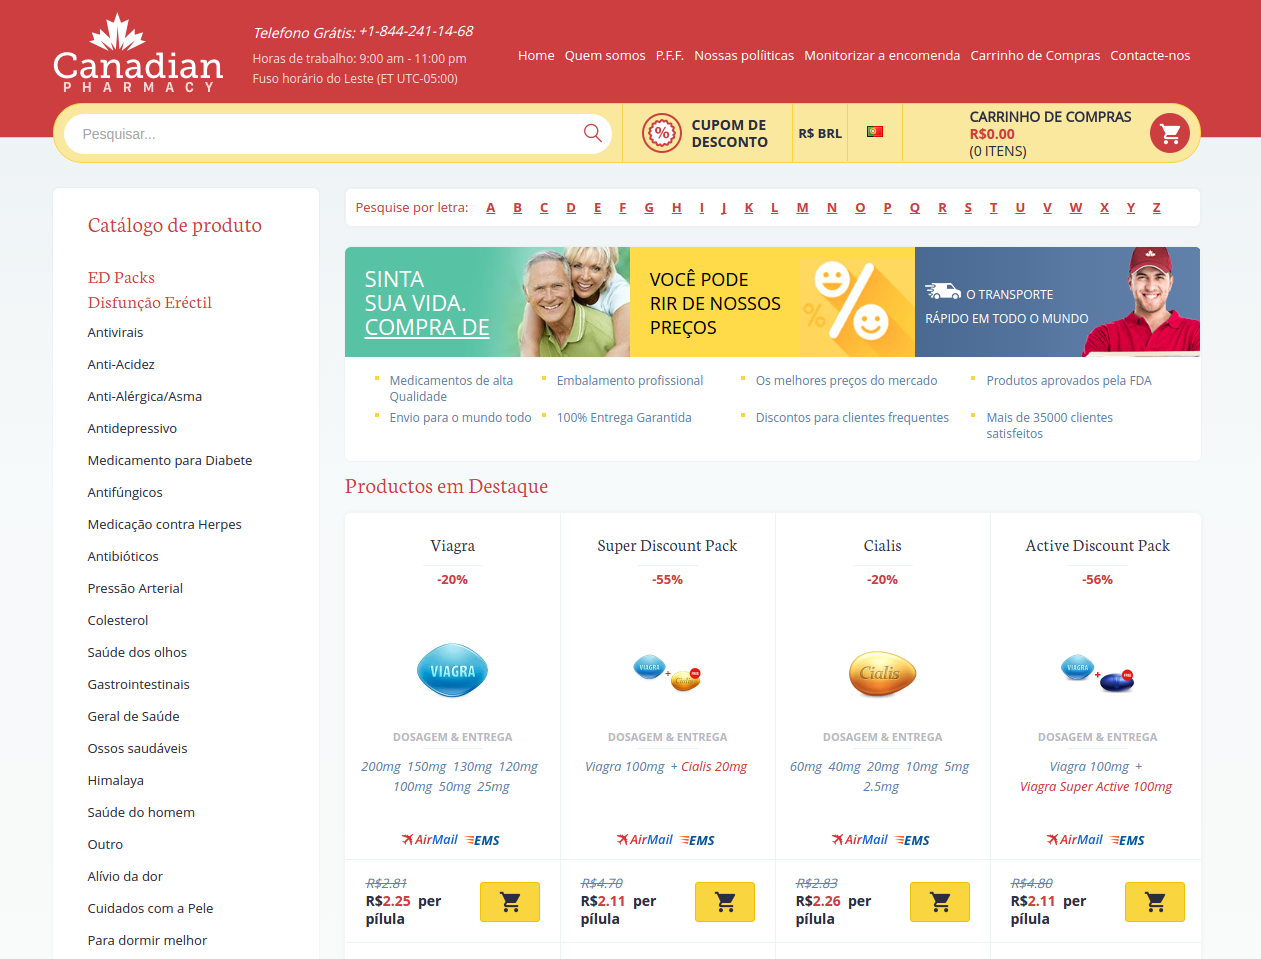 Canadian
PHARMACY
Telefono Grátis: +1-844-241-14-68
Horas de trabalho: 9:00 am - 11:00 pm
Fuso horário do Leste (ET UTC-05:00)
Home Quem somos P.F.F. Nossas políiticas Monitorizar a encomenda Carrinho de Compras Contacte-nos
Pesquisar...
%
CUPOM DE
DESCONTO
R$ BRL
CARRINHO DE COMPRAS
R$0.00
(0 ITENS)
Catálogo de produto
ED Packs
Disfunção Eréctil
Antivirais
Anti-Acidez
Anti-Alérgica/Asma
Antidepressivo
Medicamento para Diabete
Antifúngicos
Medicação contra Herpes
Antibióticos
Pressão Arterial
Colesterol
Saúde dos olhos
Gastrointestinais
Geral de Saúde
Ossos saudáveis
Himalaya
Saúde do homem
Outro
Alívio da dor
Cuidados com a Pele
Para dormir melhor
Pesquise por letra: A B C D E F G H I J K L M N O P Q R S T U V W X Y Z
SINTA
SUA VIDA.
COMPRA DE
VOCÊ PODE
RIR DE NOSSOS
PREÇOS
%
O TRANSPORTE
RÁPIDO EM TODO O MUNDO
Medicamentos de alta
Qualidade
Embalamento profissional
Os melhores preços do mercado
Produtos aprovados pela FDA
Envio para o mundo todo
100% Entrega Garantida
Discontos para clientes frequentes
Mais de 35000 clientes
satisfeitos
Productos em Destaque
Viagra
-20%
VIAGRA
DOSAGEM & ENTREGA
200mg 150mg 130mg 120mg
100mg 50mg 25mg
AirMail EMS
R$2.81
R$2.25 per
pílula
Super Discount Pack
-55%
VIAGRA + Cialis FREE
DOSAGEM & ENTREGA
Viagra 100mg + Cialis 20mg
AirMail EMS
R$4.70
R$2.11 per
pílula
Cialis
-20%
Cialis
DOSAGEM & ENTREGA
60mg 40mg 20mg 10mg 5mg
2.5mg
AirMail EMS
R$2.83
R$2.26 per
pílula
Active Discount Pack
-56%
VIAGRA + FREE
DOSAGEM & ENTREGA
Viagra 100mg +
Viagra Super Active 100mg
AirMail EMS
R$4.80
R$2.11 per
pílula